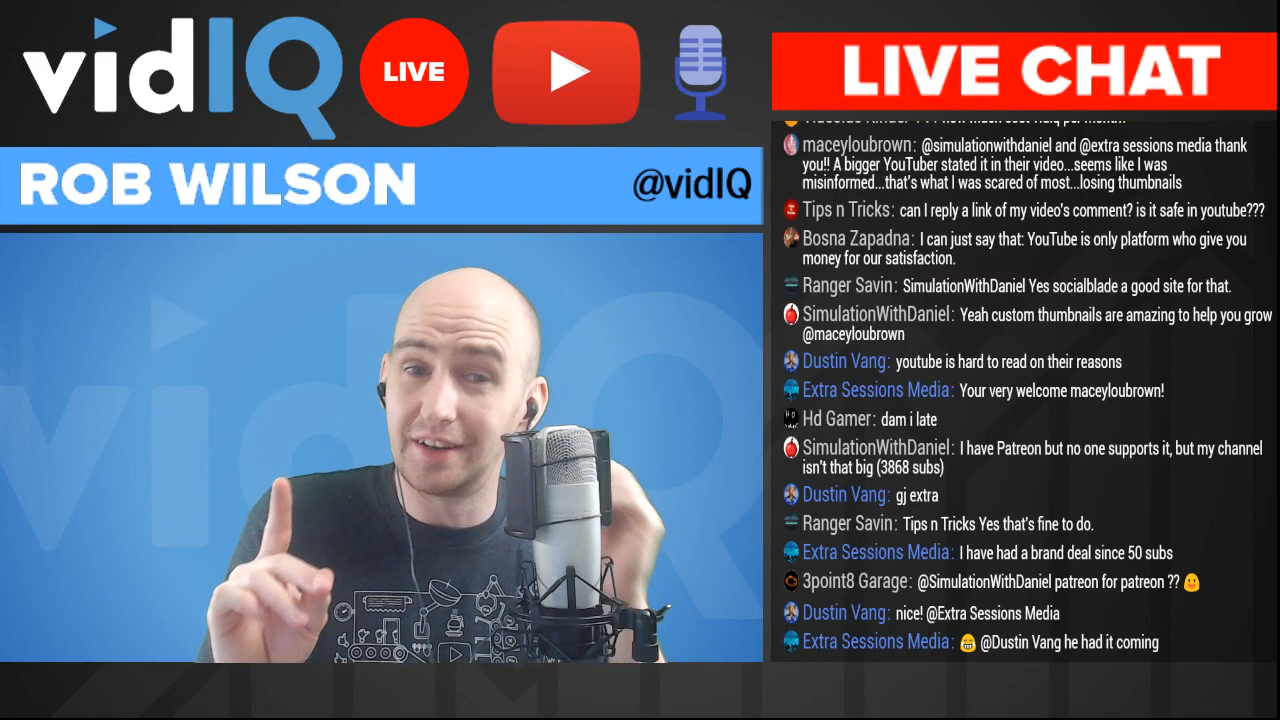 vidIQ
LIVE
LIVE CHAT
ROB WILSON
@vidIQ
maceyloubrown: @simulationwithdaniel and @extra sessions media thank
you!! A bigger YouTuber stated it in their video...seems like I was
misinformed...that's what I was scared of most...losing thumbnails
Tips n Tricks: can I reply a link of my video's comment? is it safe in youtube???
Bosna Zapadna: I can just say that: YouTube is only platform who give you
money for our satisfaction.
Ranger Savin: SimulationWithDaniel Yes socialblade a good site for that.
SimulationWithDaniel: Yeah custom thumbnails are amazing to help you grow
@maceyloubrown
Dustin Vang: youtube is hard to read on their reasons
Extra Sessions Media: Your very welcome maceyloubrown!
Hd Gamer: dam i late
SimulationWithDaniel: I have Patreon but no one supports it, but my channel
isn't that big (3868 subs)
Dustin Vang: gj extra
Ranger Savin: Tips n Tricks Yes that's fine to do.
Extra Sessions Media: I have had a brand deal since 50 subs
3point8 Garage: @SimulationWithDaniel patreon for patreon ??
Dustin Vang: nice! @Extra Sessions Media
Extra Sessions Media: 😁 @Dustin Vang he had it coming